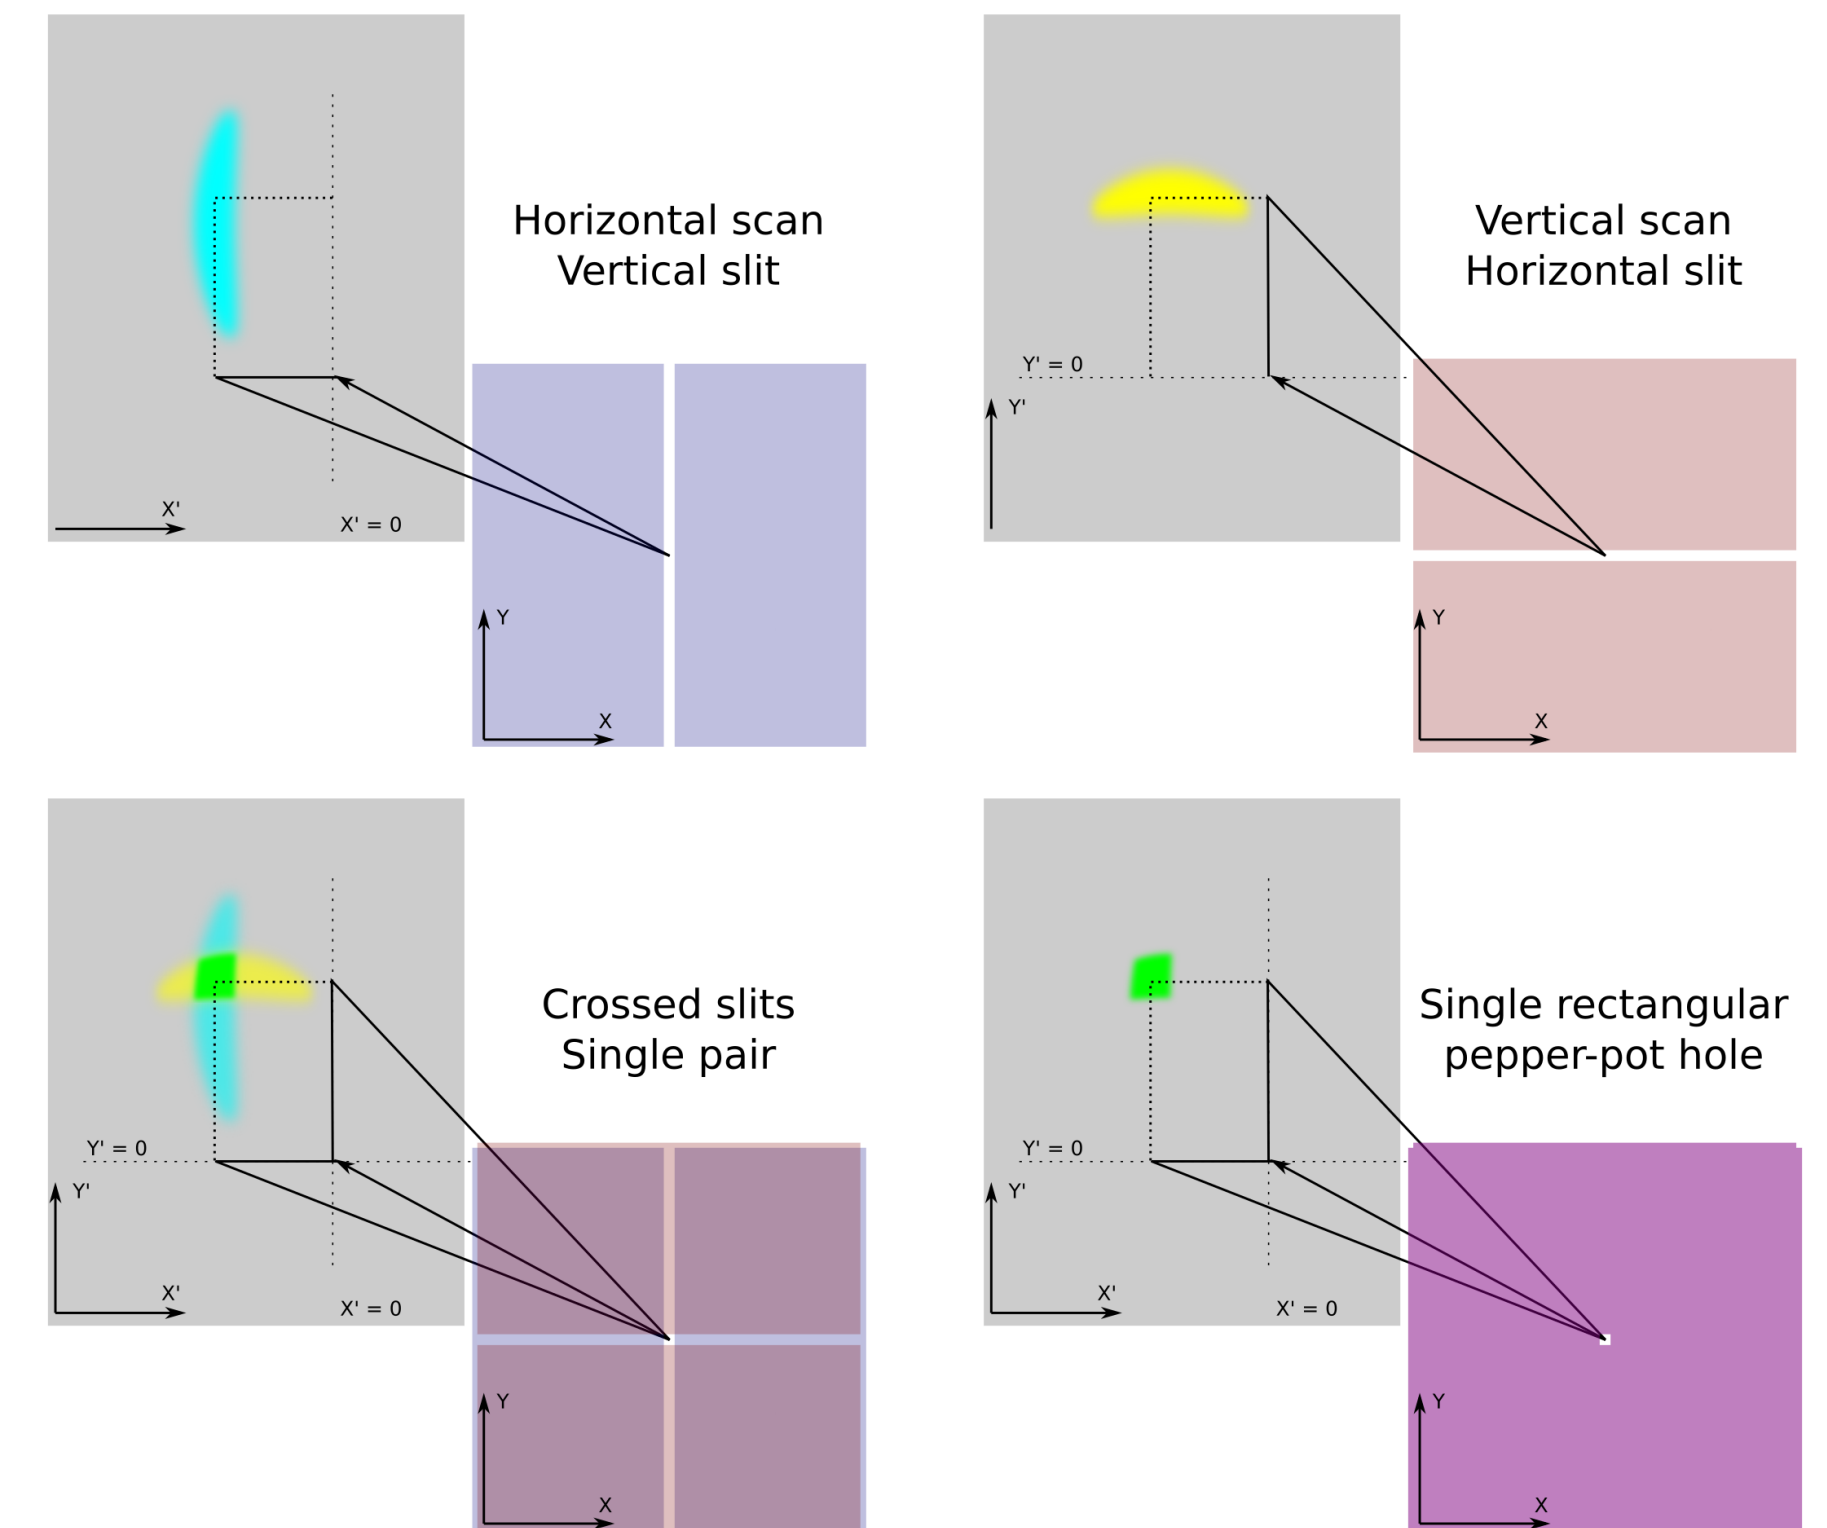 Horizontal scan
Vertical slit
X'
X' = 0
Y
X
Vertical scan
Horizontal slit
Y' = 0
Y'
Y
X
Crossed slits
Single pair
Y' = 0
Y'
X'
X' = 0
Y
X
Single rectangular
pepper-pot hole
Y' = 0
Y'
X'
X' = 0
Y
X